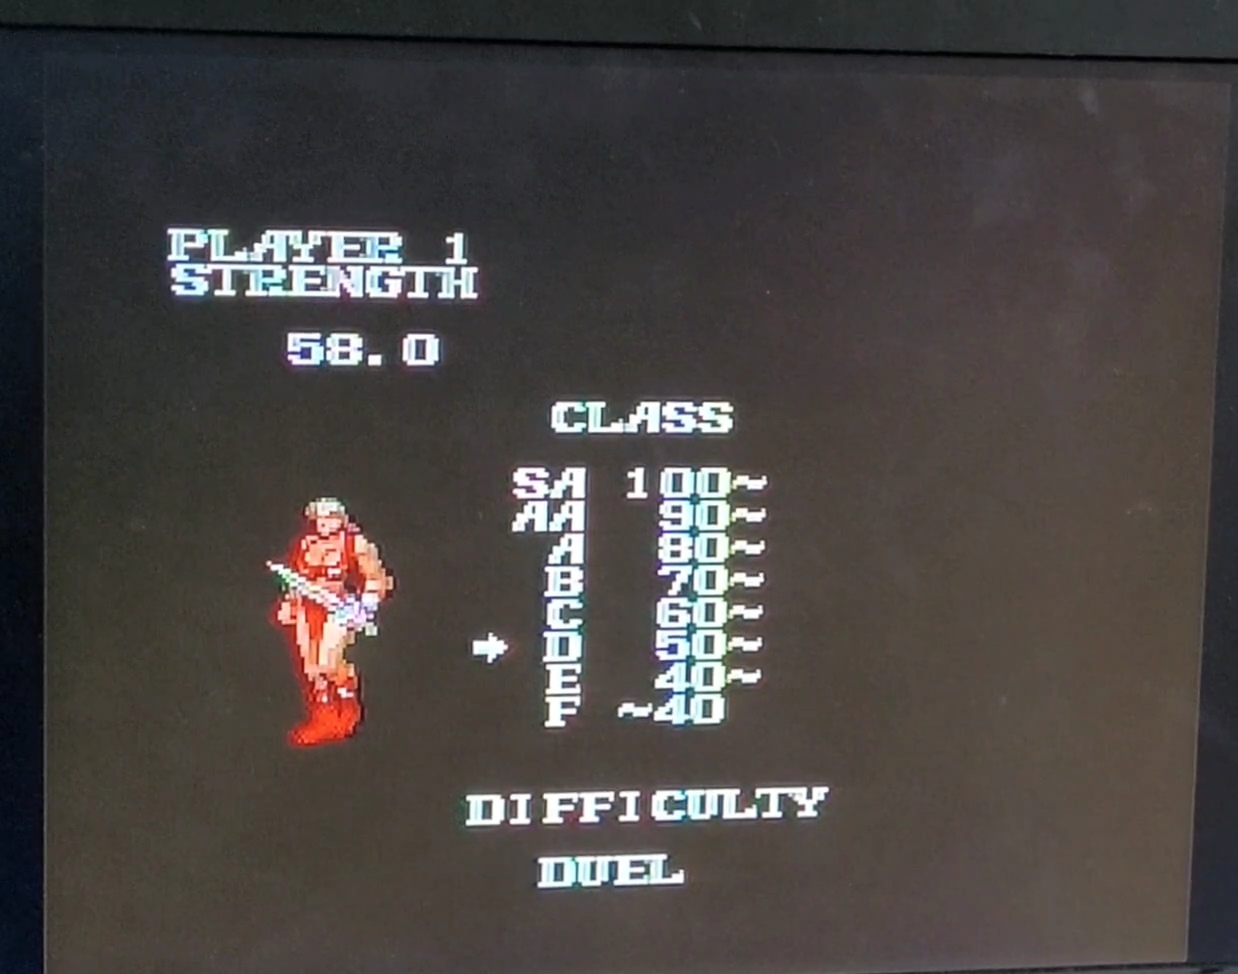 PLAYER 1
STRENGTH
58.0
CLASS
SA 100~
AA 90~
A 80~
B 70~
C 60~
D 50~
E 40~
F ~40
DIFFICULTY
DUEL